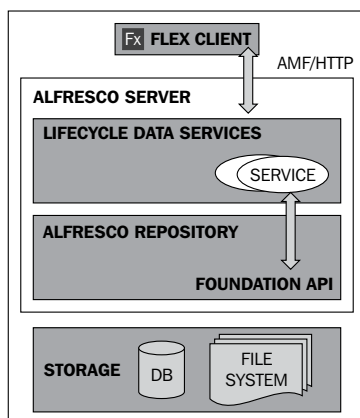 Fx FLEX CLIENT
AMF/HTTP
ALFRESCO SERVER
LIFECYCLE DATA SERVICES
SERVICE
ALFRESCO REPOSITORY
FOUNDATION API
STORAGE
DB
FILE
SYSTEM